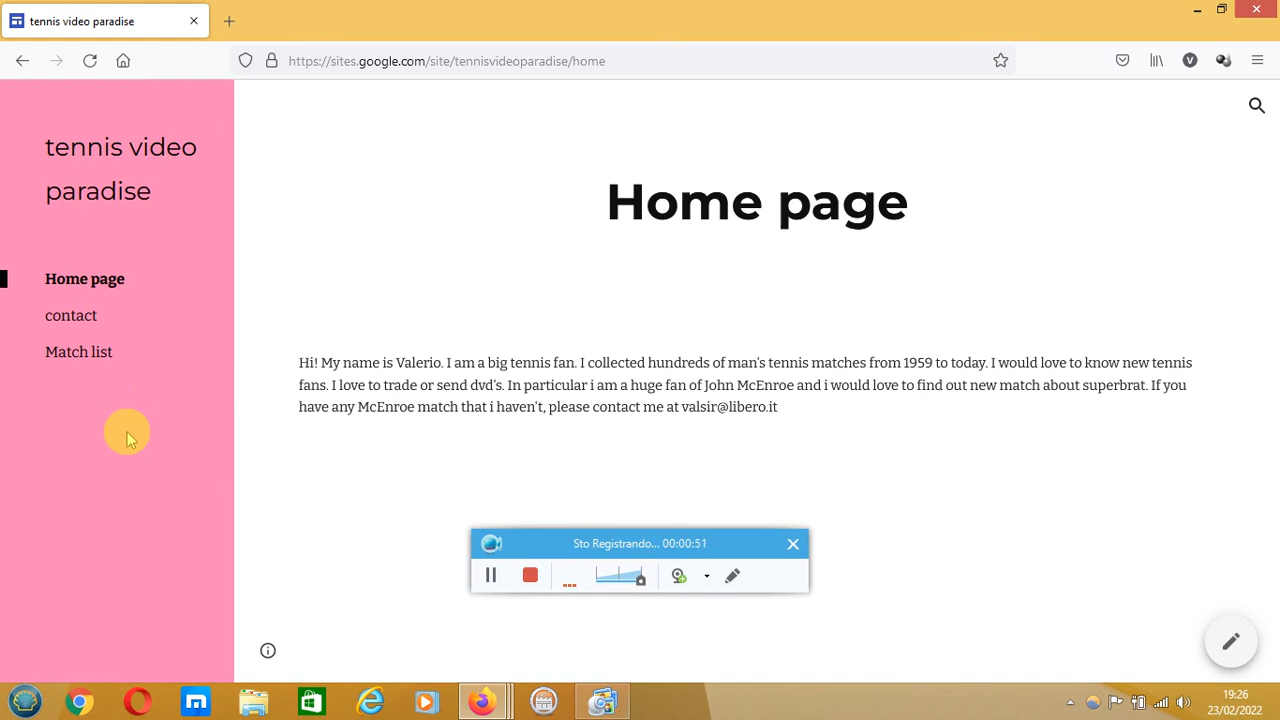 tennis video paradise
https://sites.google.com/site/tennisvideoparadise/home
V
tennis video
paradise
Home page
contact
Match list
Home page
Hi! My name is Valerio. I am a big tennis fan. I collected hundreds of man's tennis matches from 1959 to today. I would love to know new tennis
fans. I love to trade or send dvd's. In particular i am a huge fan of John McEnroe and i would love to find out new match about superbrat. If you
have any McEnroe match that i haven't, please contact me at valsir@libero.it
Sto Registrando... 00:00:51
19:26
23/02/2022